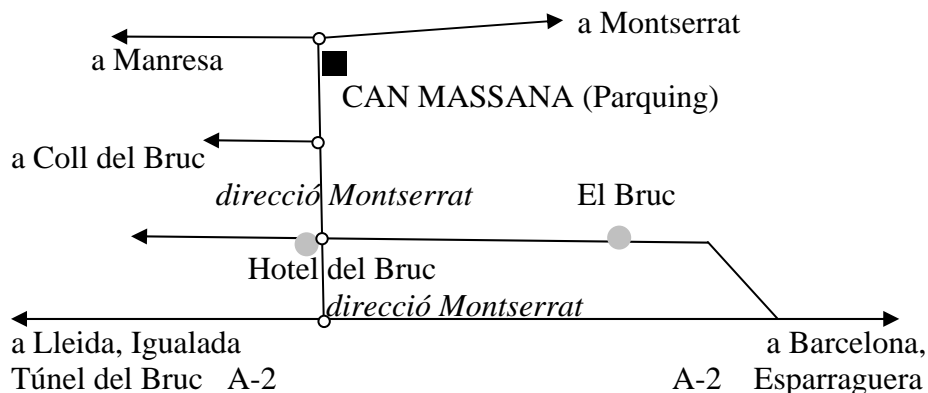 a Montserrat
a Manresa
CAN MASSANA (Parquing)
a Coll del Bruc
direcció Montserrat
El Bruc
Hotel del Bruc
direcció Montserrat
a Lleida, Igualada
a Barcelona,
Túnel del Bruc A-2
A-2 Esparraguera